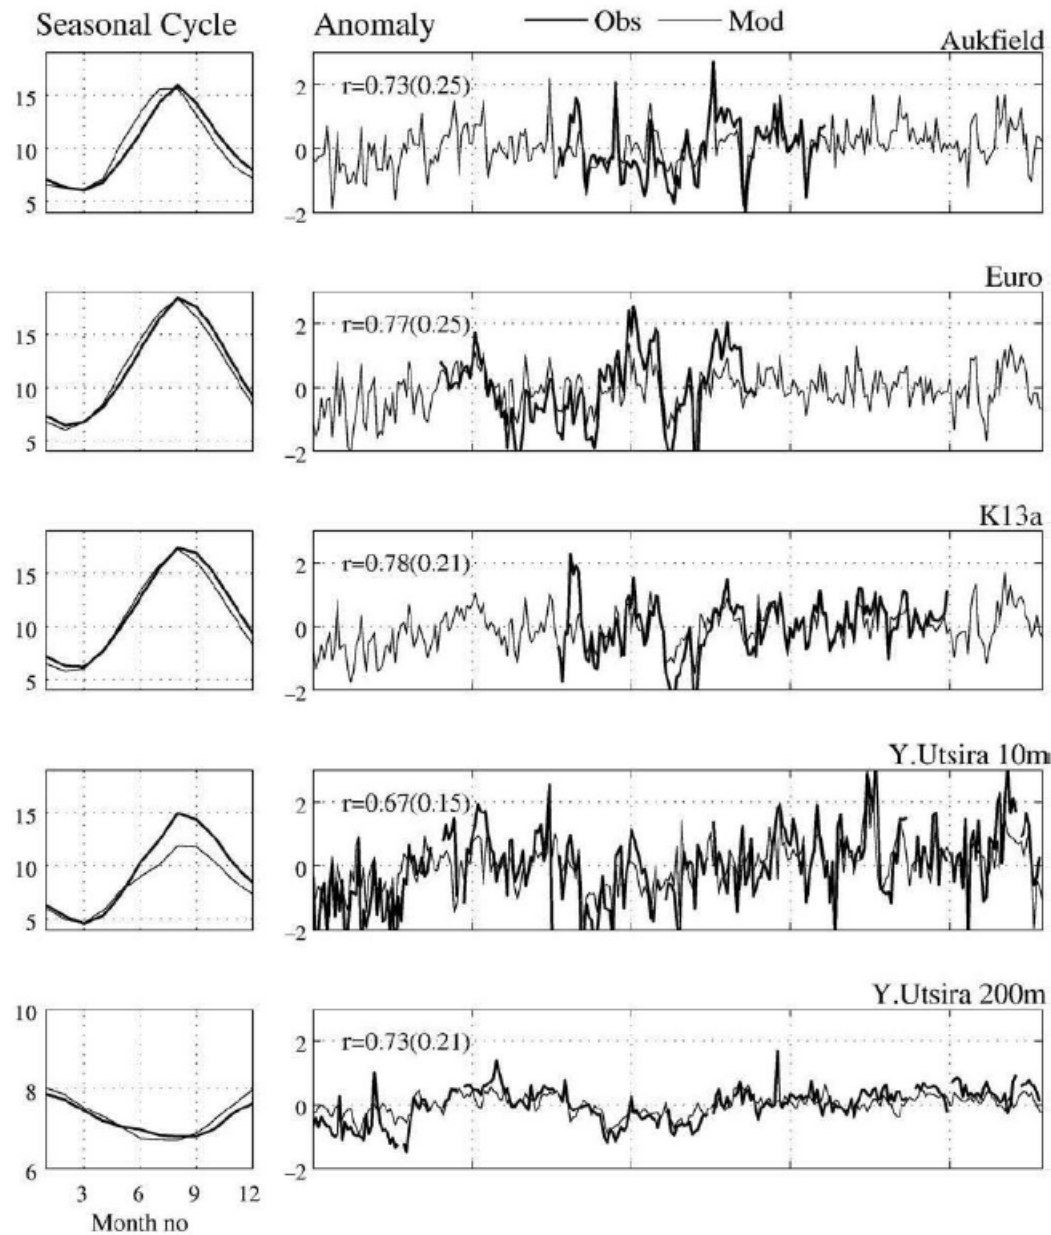 Seasonal Cycle
Anomaly
Obs
Mod
Aukfield
r=0.73(0.25)
15
10
5
2
0
−2
Euro
r=0.77(0.25)
15
10
5
2
0
−2
K13a
r=0.78(0.21)
15
10
5
2
0
−2
Y.Utsira 10m
r=0.67(0.15)
15
10
5
2
0
−2
Y.Utsira 200m
r=0.73(0.21)
10
8
6
2
0
−2
3 6 9 12
Month no